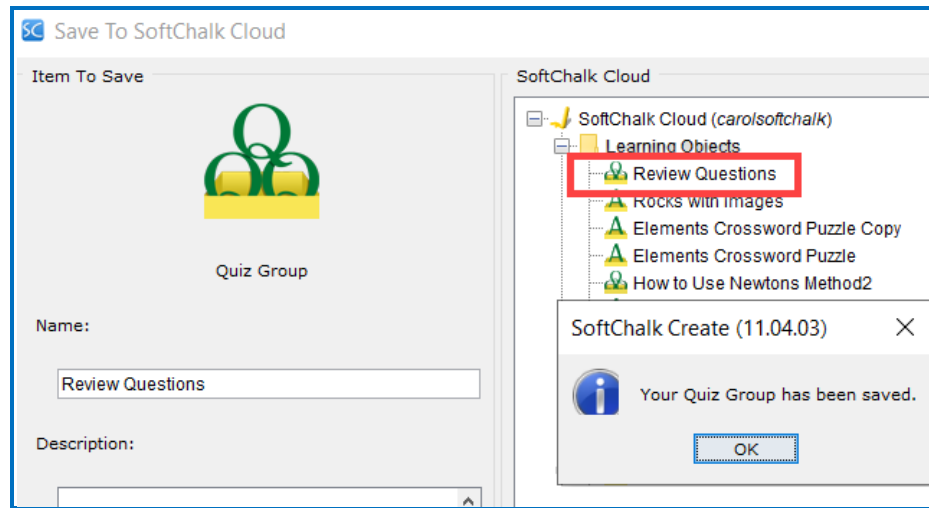 SC Save To SoftChalk Cloud
Item To Save
Quiz Group
Name:
Review Questions
Description:
SoftChalk Cloud
SoftChalk Cloud (carolsoftchalk)
Learning Objects
Review Questions
Rocks with Images
Elements Crossword Puzzle Copy
Elements Crossword Puzzle
How to Use Newtons Method2
SoftChalk Create (11.04.03)
Your Quiz Group has been saved.
OK